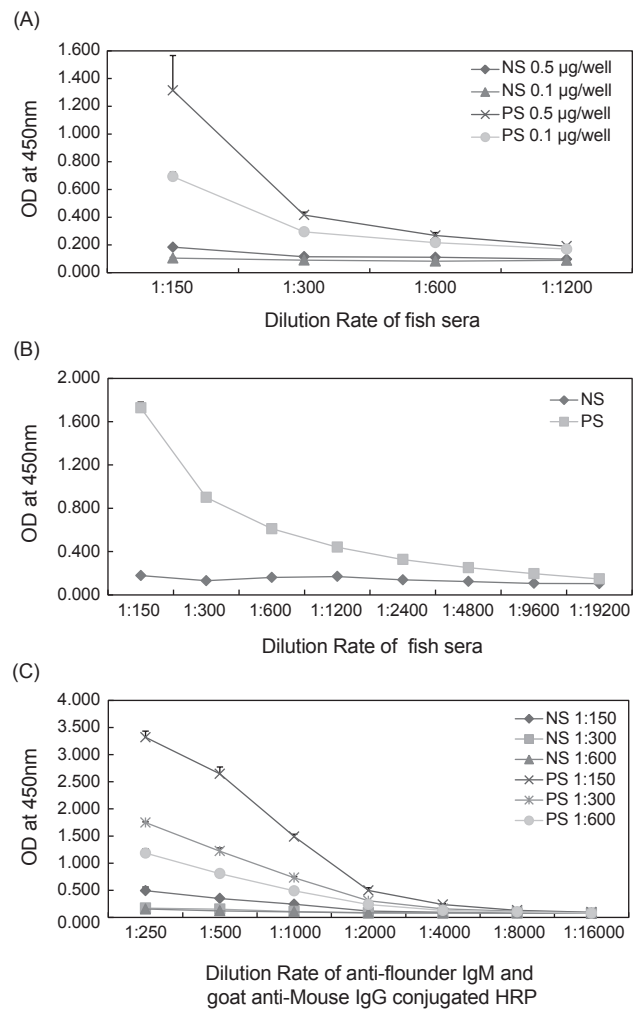 (A)
1.600
1.400
1.200
1.000
0.800
0.600
0.400
0.200
0.000
OD at 450nm
NS 0.5 µg/well
NS 0.1 µg/well
PS 0.5 µg/well
PS 0.1 µg/well
1:150 1:300 1:600 1:1200
Dilution Rate of fish sera
(B)
2.000
1.600
1.200
0.800
0.400
0.000
OD at 450nm
NS
PS
1:150 1:300 1:600 1:1200 1:2400 1:4800 1:9600 1:19200
Dilution Rate of fish sera
(C)
4.000
3.500
3.000
2.500
2.000
1.500
1.000
0.500
0.000
OD at 450nm
NS 1:150
NS 1:300
NS 1:600
PS 1:150
PS 1:300
PS 1:600
1:250 1:500 1:1000 1:2000 1:4000 1:8000 1:16000
Dilution Rate of anti-flounder IgM and
goat anti-Mouse IgG conjugated HRP